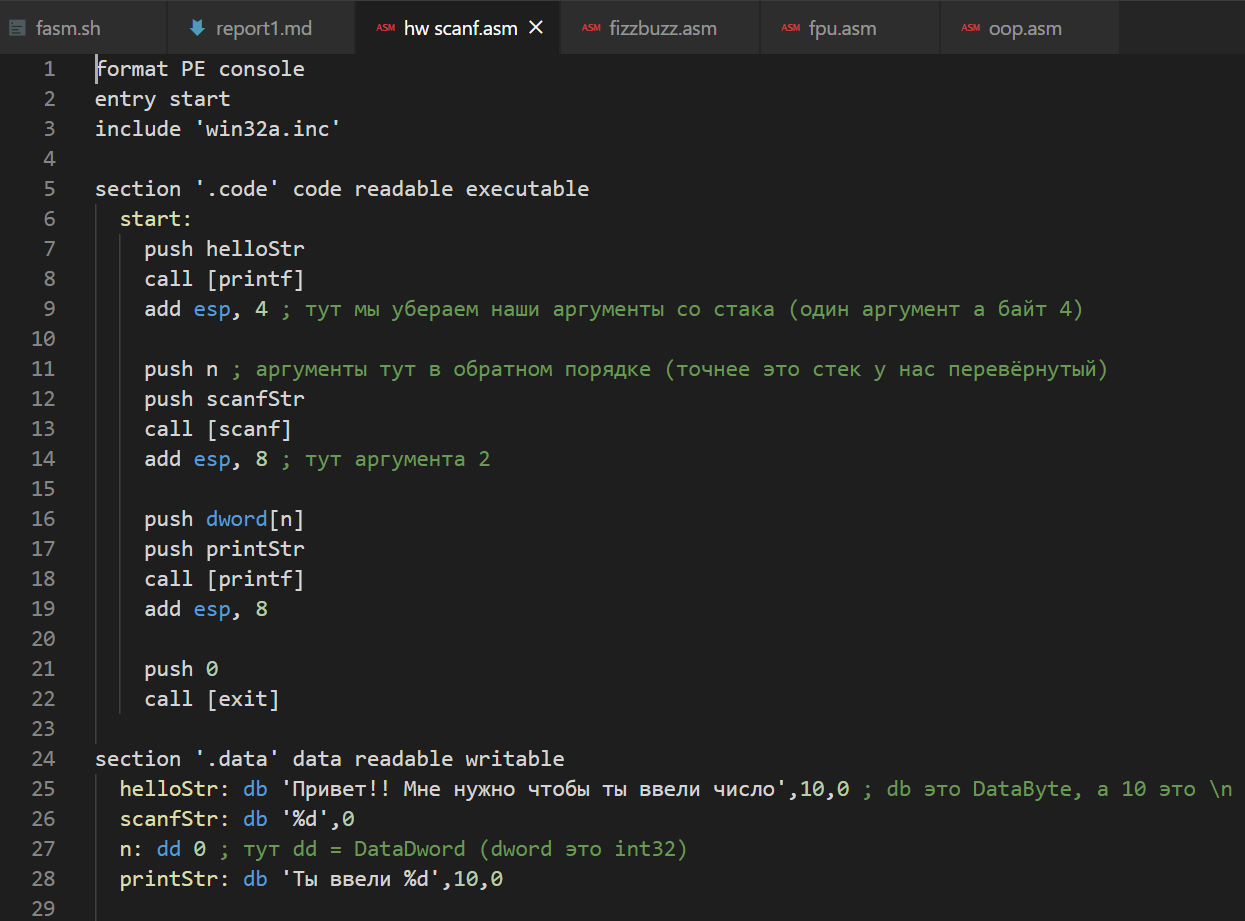 fasm.sh report1.md ASM hw scanf.asm ASM fizzbuzz.asm ASM fpu.asm ASM oop.asm
1 format PE console
2 entry start
3 include 'win32a.inc'
4
5 section '.code' code readable executable
6 start:
7 push helloStr
8 call [printf]
9 add esp, 4 ; тут мы убераем наши аргументы со стака (один аргумент а байт 4)
10
11 push n ; аргументы тут в обратном порядке (точнее это стек у нас перевёрнутый)
12 push scanfStr
13 call [scanf]
14 add esp, 8 ; тут аргумента 2
15
16 push dword[n]
17 push printStr
18 call [printf]
19 add esp, 8
20
21 push 0
22 call [exit]
23
24 section '.data' data readable writable
25 helloStr: db 'Привет!! Мне нужно чтобы ты ввели число',10,0 ; db это DataByte, а 10 это \n
26 scanfStr: db '%d',0
27 n: dd 0 ; тут dd = DataDword (dword это int32)
28 printStr: db 'Ты ввели %d',10,0
29